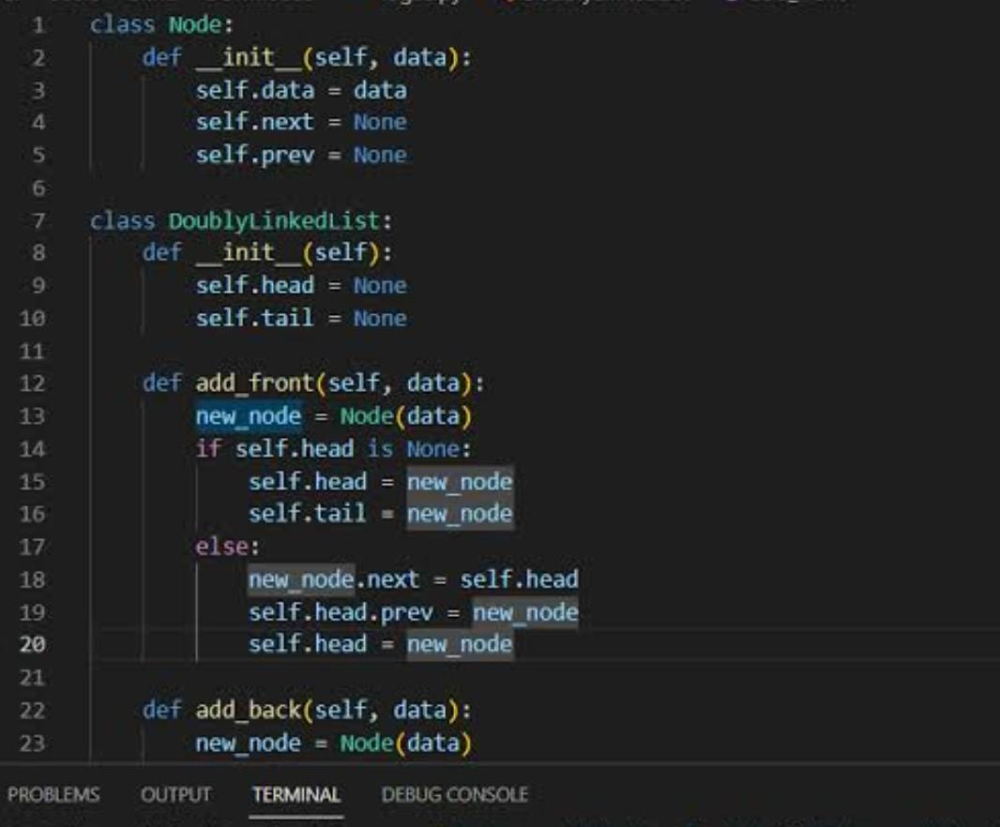 1 class Node:
2     def __init__(self, data):
3         self.data = data
4         self.next = None
5         self.prev = None
6
7 class DoublyLinkedList:
8     def __init__(self):
9         self.head = None
10         self.tail = None
11
12     def add_front(self, data):
13         new_node = Node(data)
14         if self.head is None:
15             self.head = new_node
16             self.tail = new_node
17         else:
18             new_node.next = self.head
19             self.head.prev = new_node
20             self.head = new_node
21
22     def add_back(self, data):
23         new_node = Node(data)
PROBLEMS OUTPUT TERMINAL DEBUG CONSOLE